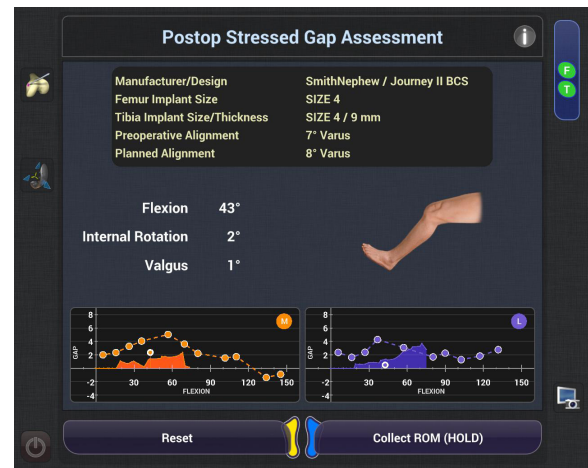 Postop Stressed Gap Assessment
i
F
T
Manufacturer/Design SmithNephew / Journey II BCS
Femur Implant Size SIZE 4
Tibia Implant Size/Thickness SIZE 4 / 9 mm
Preoperative Alignment 7° Varus
Planned Alignment 8° Varus
Flexion 43°
Internal Rotation 2°
Valgus 1°
8
6
4
2
-2
-4
GAP
30 60 90 120 150
FLEXION
M
8
6
4
2
-2
-4
GAP
30 60 90 120 150
FLEXION
L
Reset
Collect ROM (HOLD)